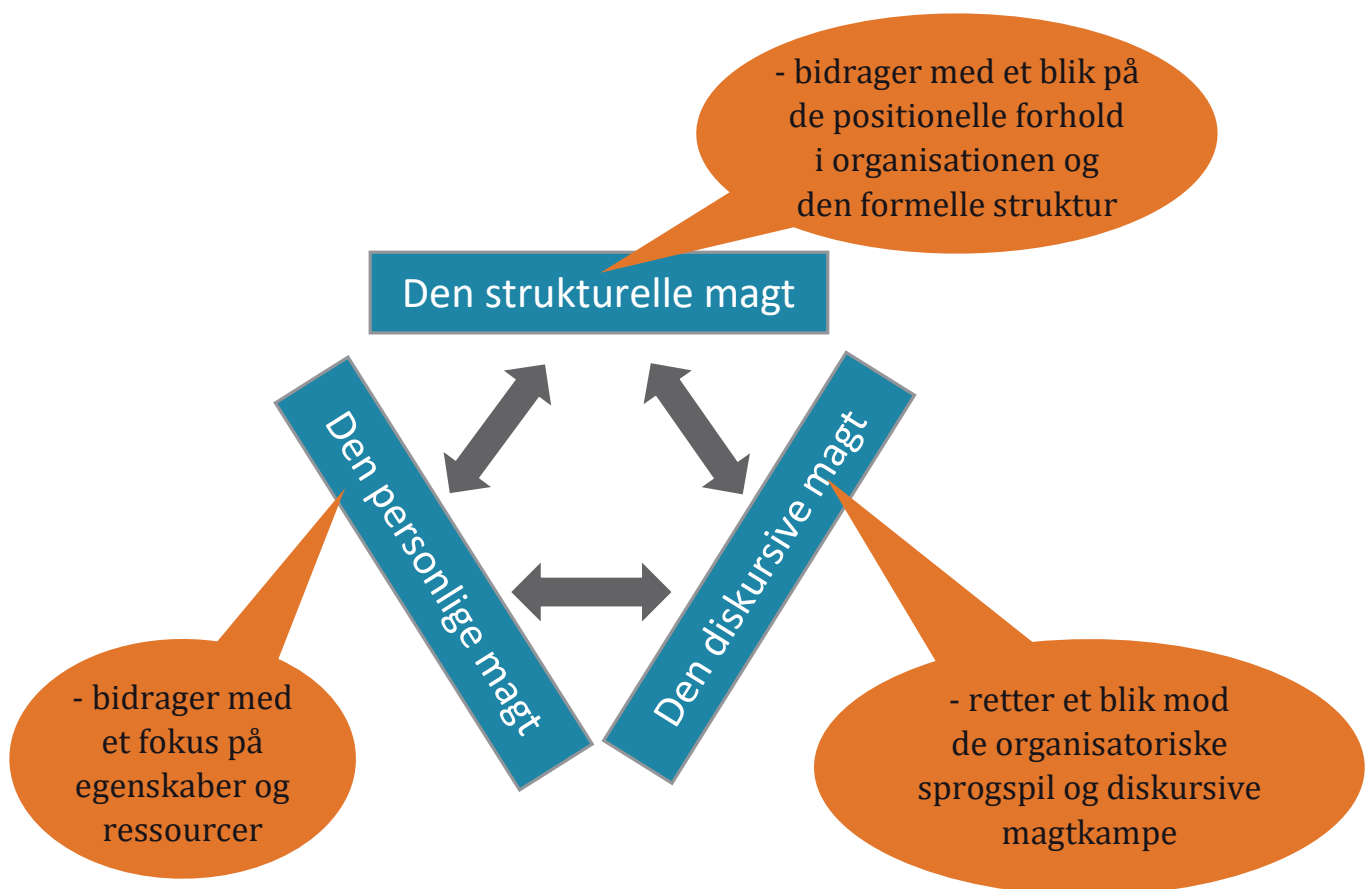 - bidrager med et blik på
de positionelle forhold
i organisationen og
den formelle struktur
Den strukturelle magt
Den personlige magt
Den diskursive magt
- bidrager med
et fokus på
egenskaber og
ressourcer
- retter et blik mod
de organisatoriske
sprogspil og diskursive
magtkampe